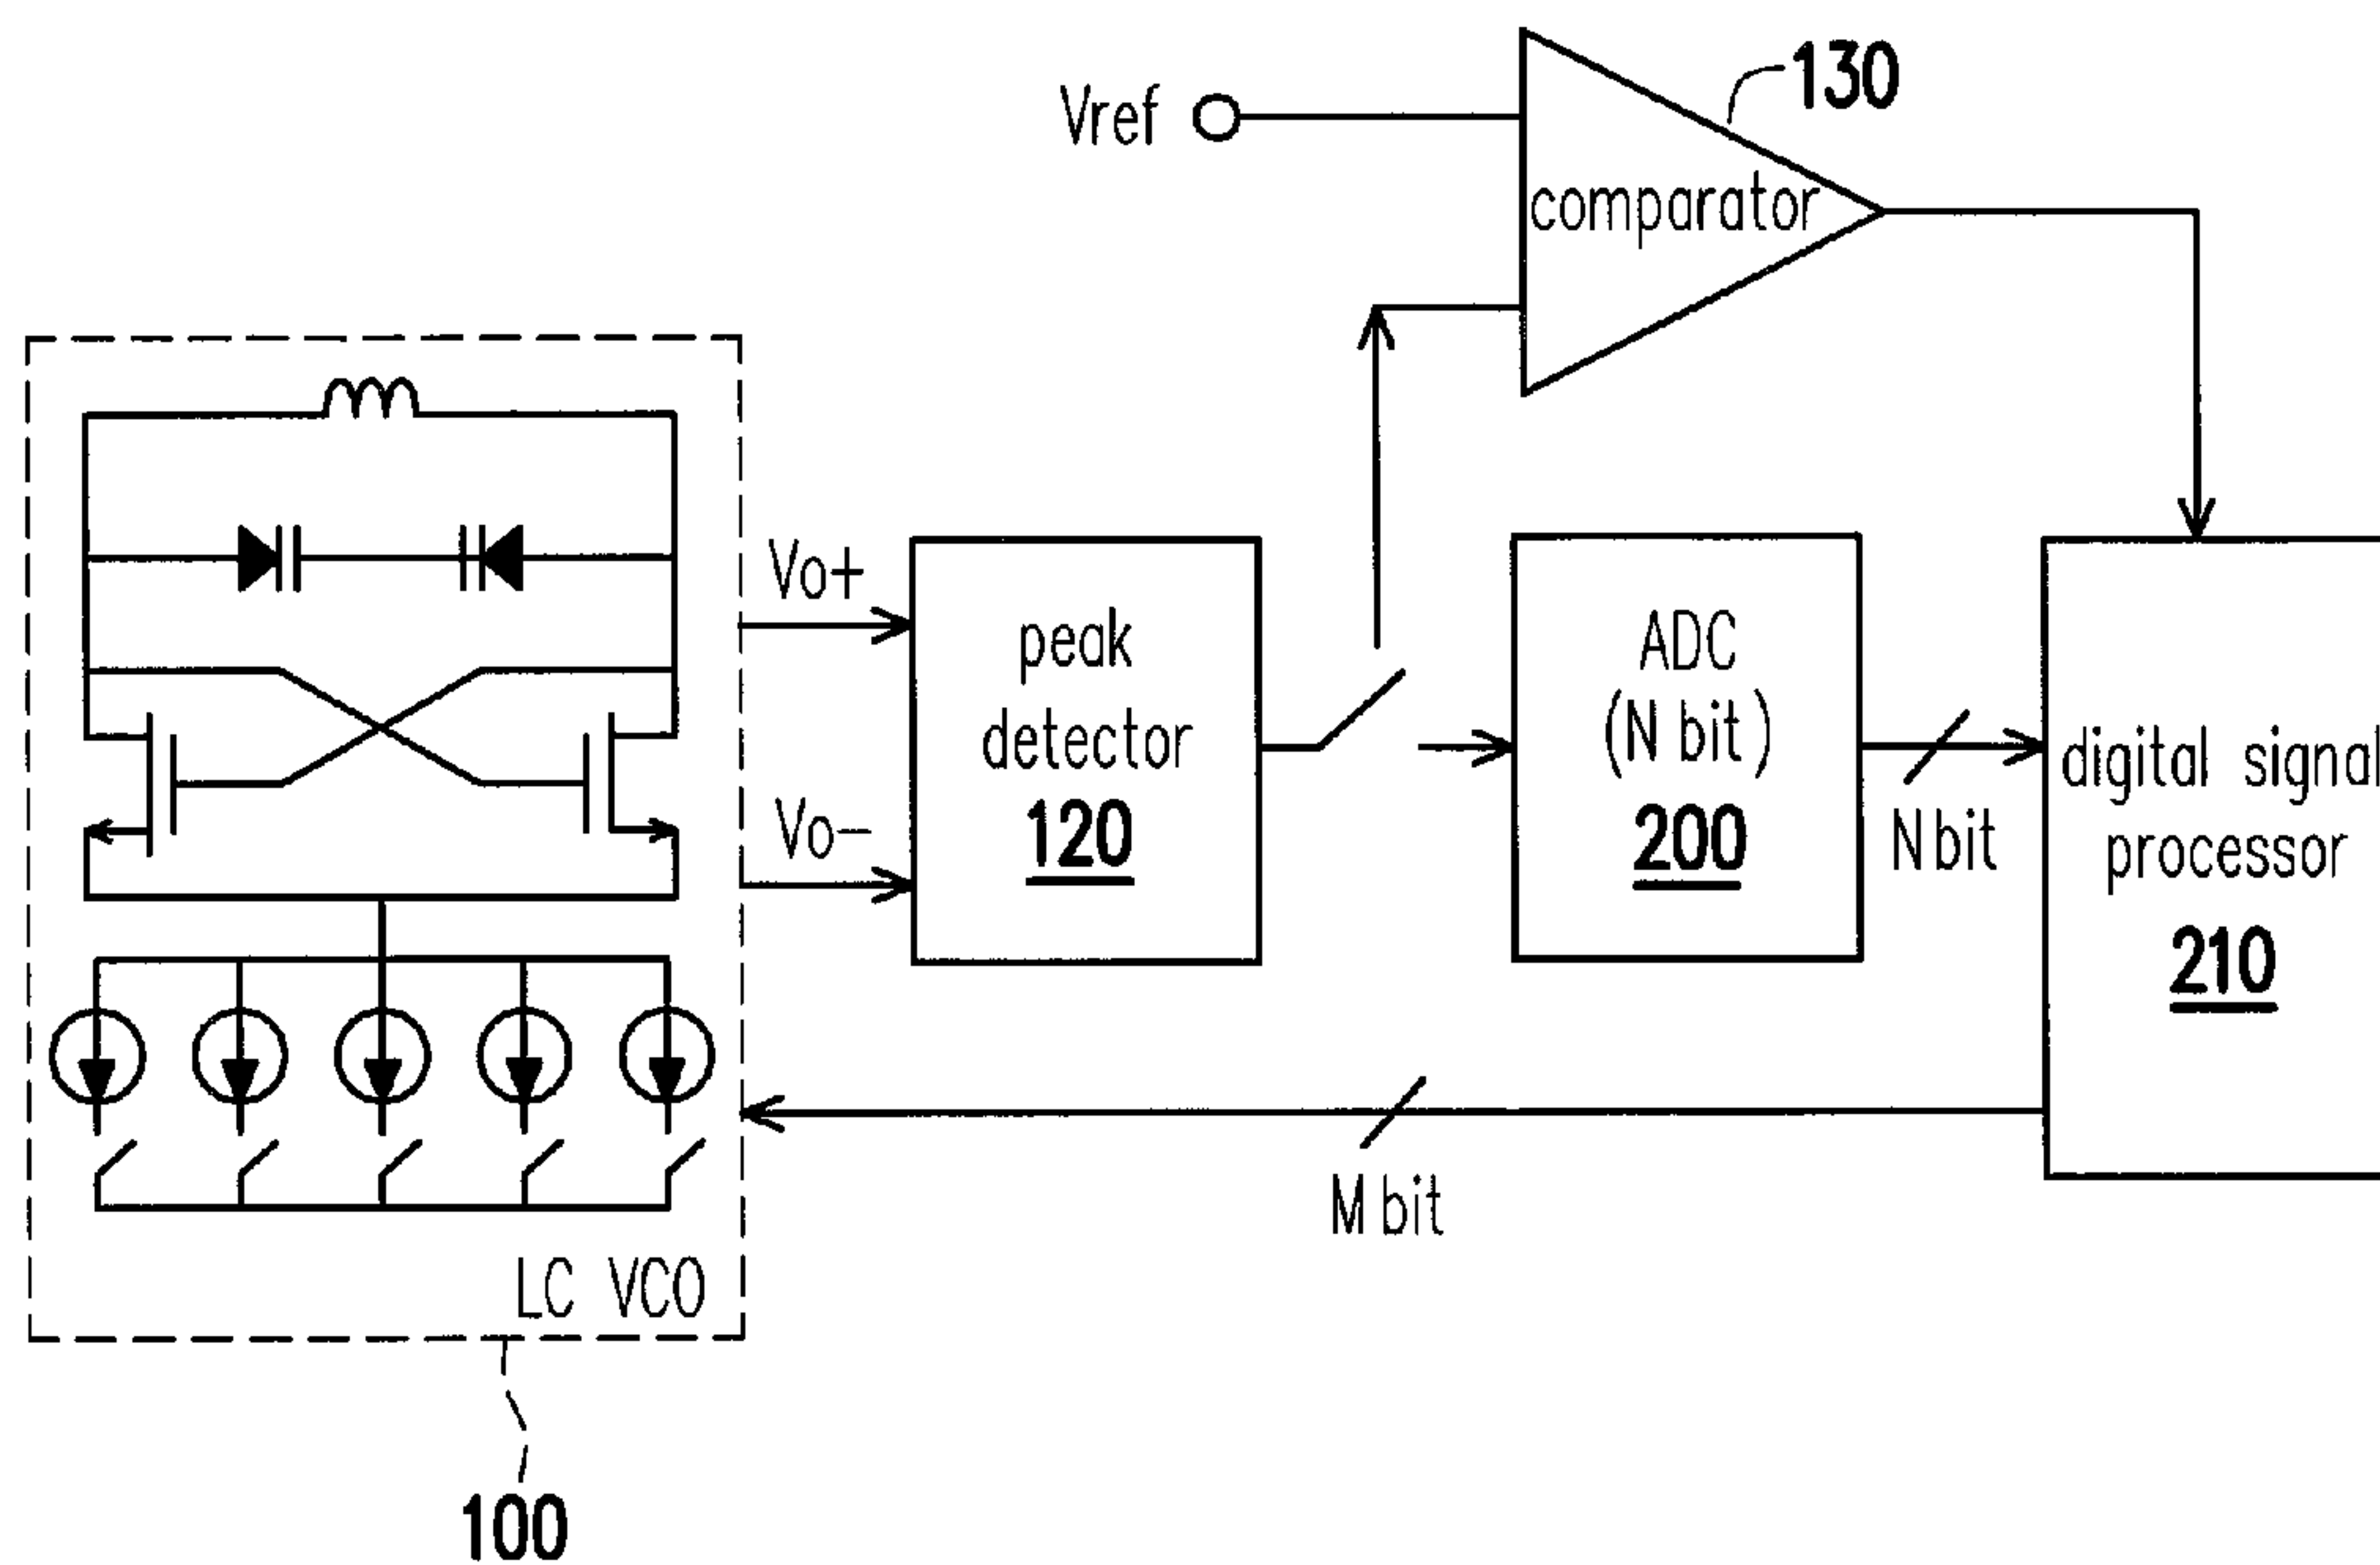 130
Vref
comparator
Vo+
peak
detector
120
Vo−
ADC
(N bit)
200
Nbit
digital signal
processor
210
M bit
LC VCO
100